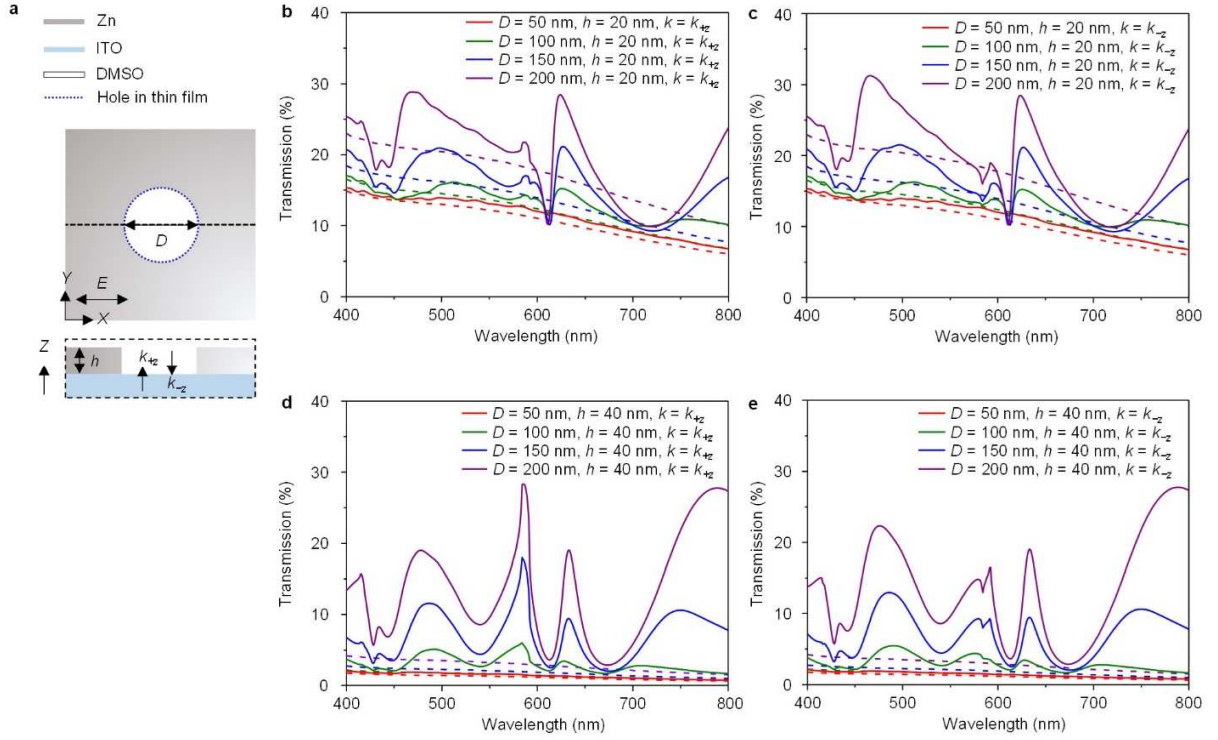 a
Zn
ITO
DMSO
Hole in thin film
D
Y
E
X
Z
h
k+z
k−z
b
D = 50 nm, h = 20 nm, k = k+z
D = 100 nm, h = 20 nm, k = k+z
D = 150 nm, h = 20 nm, k = k+z
D = 200 nm, h = 20 nm, k = k+z
Transmission (%)
40
30
20
10
0
400 500 600 700 800
Wavelength (nm)
c
D = 50 nm, h = 20 nm, k = k−z
D = 100 nm, h = 20 nm, k = k−z
D = 150 nm, h = 20 nm, k = k−z
D = 200 nm, h = 20 nm, k = k−z
Transmission (%)
40
30
20
10
0
400 500 600 700 800
Wavelength (nm)
d
D = 50 nm, h = 40 nm, k = k+z
D = 100 nm, h = 40 nm, k = k+z
D = 150 nm, h = 40 nm, k = k+z
D = 200 nm, h = 40 nm, k = k+z
Transmission (%)
40
30
20
10
0
400 500 600 700 800
Wavelength (nm)
e
D = 50 nm, h = 40 nm, k = k−z
D = 100 nm, h = 40 nm, k = k−z
D = 150 nm, h = 40 nm, k = k−z
D = 200 nm, h = 40 nm, k = k−z
Transmission (%)
40
30
20
10
0
400 500 600 700 800
Wavelength (nm)